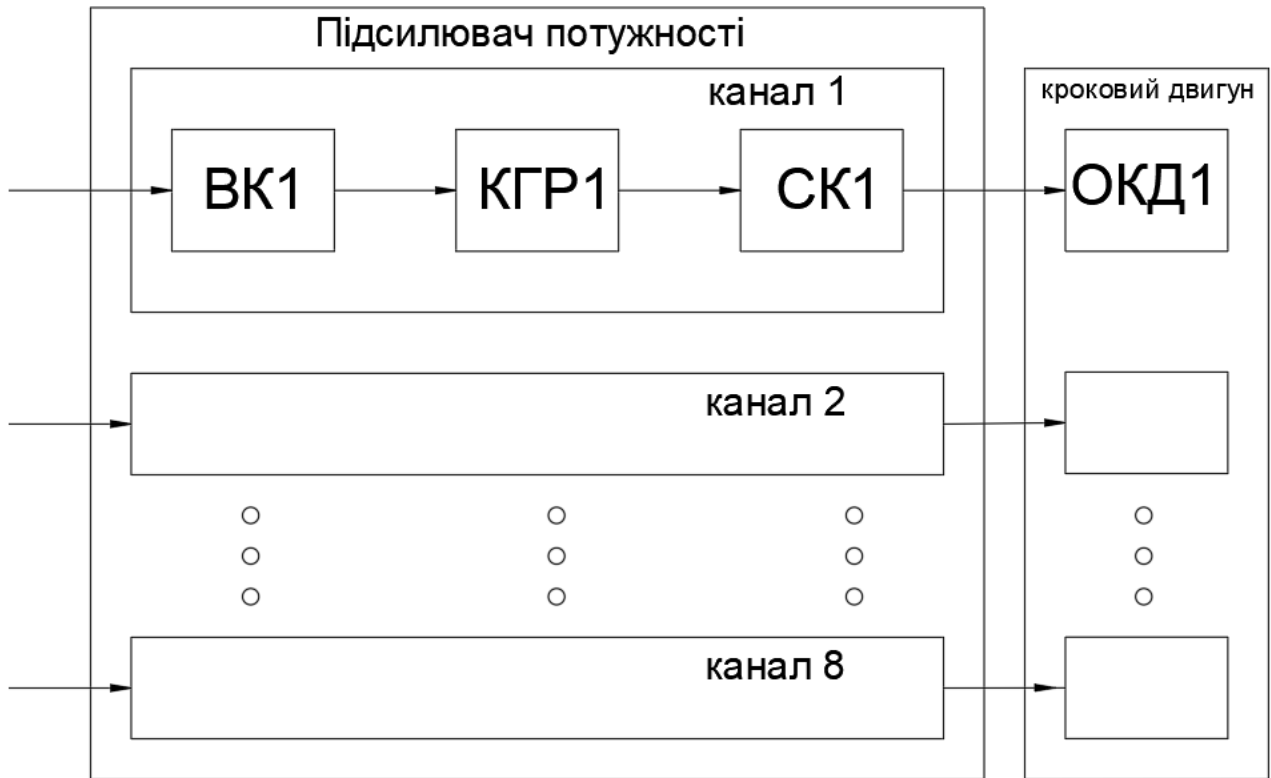 Підсилювач потужності
канал 1
кроковий двигун
ВК1
КГР1
СК1
ОКД1
канал 2
канал 8